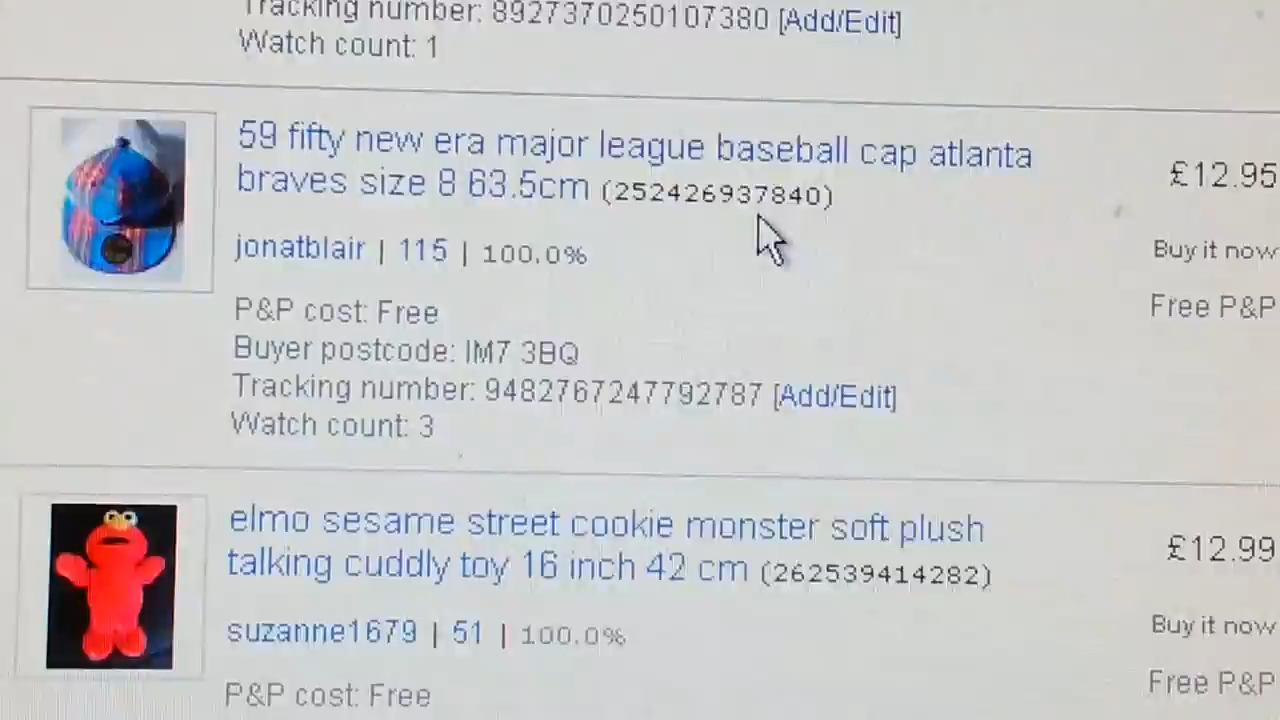 Tracking number: 8927370250107380 [Add/Edit]
Watch count: 1
59 fifty new era major league baseball cap atlanta
braves size 8 63.5cm (252426937840)
£12.95
jonatblair | 115 | 100.0%
Buy it now
P&P cost: Free
Free P&P
Buyer postcode: IM7 3BQ
Tracking number: 9482767247792787 [Add/Edit]
Watch count: 3
elmo sesame street cookie monster soft plush
talking cuddly toy 16 inch 42 cm (262539414282)
£12.99
suzanne1679 | 51 | 100.0%
Buy it now
P&P cost: Free
Free P&P